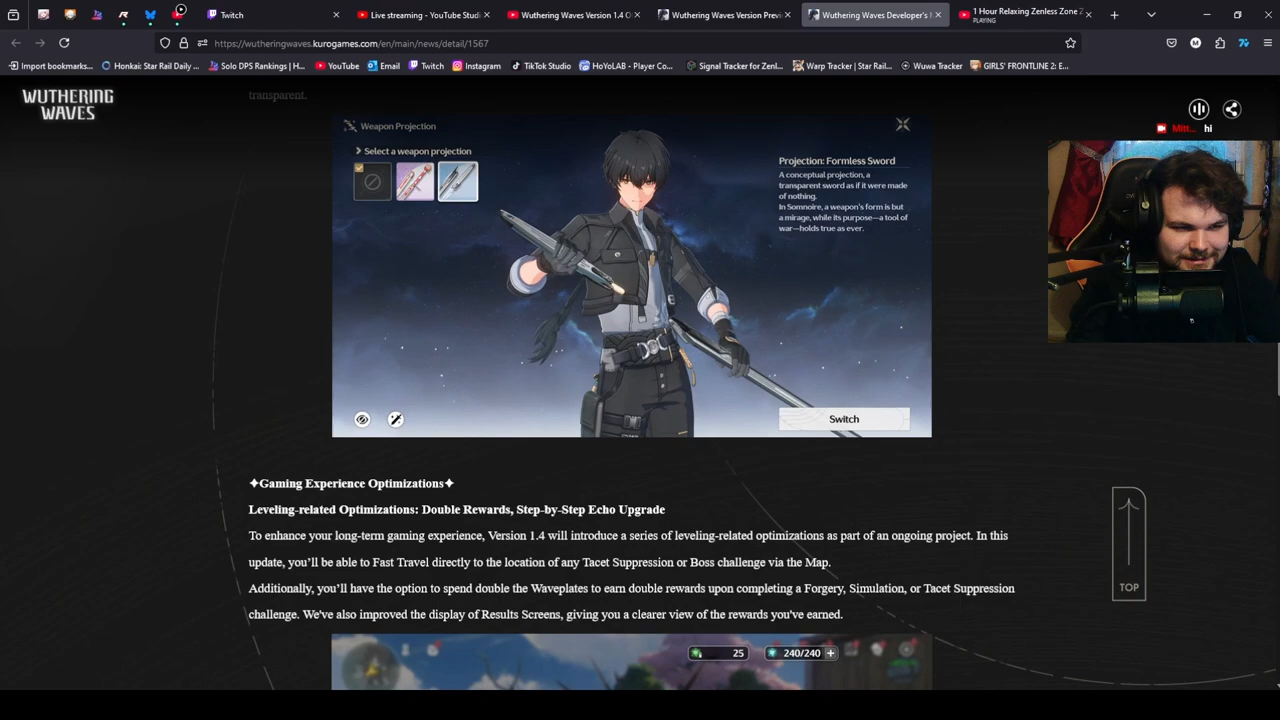 Twitch
Live streaming - YouTube Studi
Wuthering Waves Version 1.4 O
Wuthering Waves Version Previ
Wuthering Waves Developer's
1 Hour Relaxing Zenless Zone Z
PLAYING
https://wutheringwaves.kurogames.com/en/main/news/detail/1567
Import bookmarks...
Honkai: Star Rail Daily ...
Solo DPS Rankings | H...
YouTube
Email
Twitch
Instagram
TikTok Studio
HoYoLAB - Player Co...
Signal Tracker for Zenl...
Warp Tracker | Star Rail...
Wuwa Tracker
GIRLS' FRONTLINE 2: E...
WUTHERING
WAVES
transparent.
Mitt... hi
Weapon Projection
Select a weapon projection
Projection: Formless Sword
A conceptual projection, a
transparent sword as if it were made
of nothing.
In Somnoire, a weapon's form is but
a mirage, while its purpose—a tool of
war—holds true as ever.
Switch
✦Gaming Experience Optimizations✦
Leveling-related Optimizations: Double Rewards, Step-by-Step Echo Upgrade
To enhance your long-term gaming experience, Version 1.4 will introduce a series of leveling-related optimizations as part of an ongoing project. In this
update, you'll be able to Fast Travel directly to the location of any Tacet Suppression or Boss challenge via the Map.
Additionally, you'll have the option to spend double the Waveplates to earn double rewards upon completing a Forgery, Simulation, or Tacet Suppression
challenge. We've also improved the display of Results Screens, giving you a clearer view of the rewards you've earned.
TOP
25
240/240